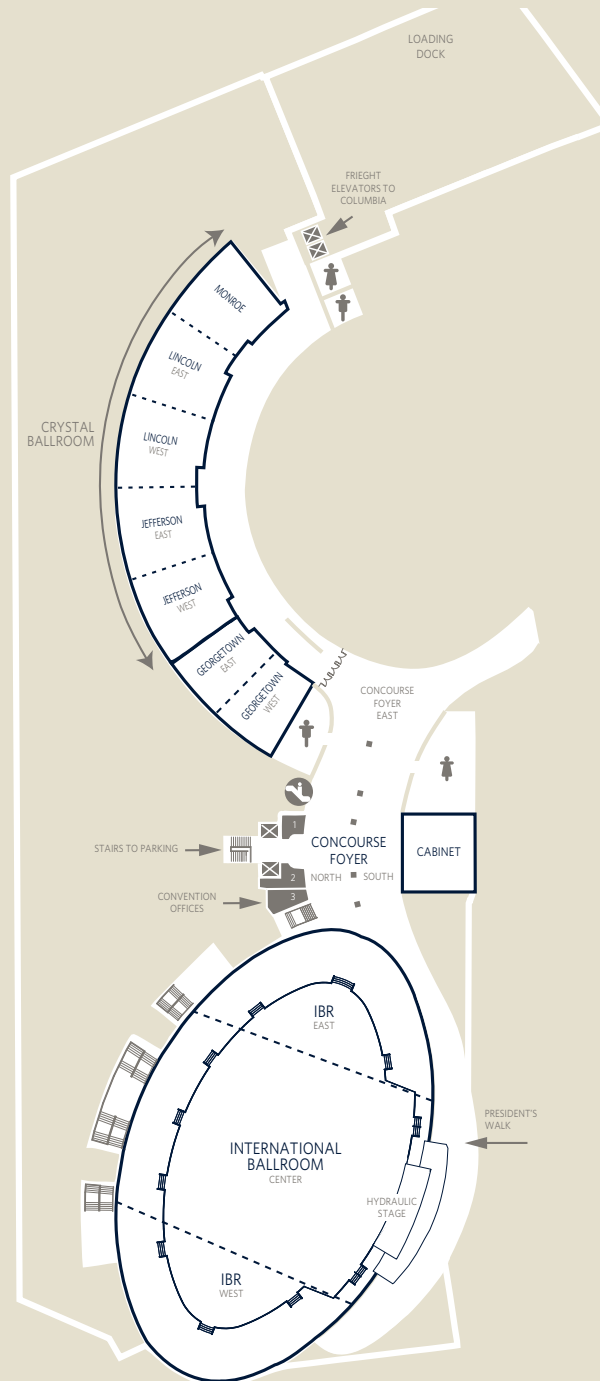 LOADING
DOCK
FRIEGHT
ELEVATORS TO
COLUMBIA
MONROE
LINCOLN
EAST
CRYSTAL
BALLROOM
LINCOLN
WEST
JEFFERSON
EAST
JEFFERSON
WEST
GEORGETOWN
EAST
GEORGETOWN
WEST
CONCOURSE
FOYER
EAST
1
STAIRS TO PARKING
CONCOURSE
FOYER
NORTH SOUTH
CABINET
2
CONVENTION
OFFICES
3
IBR
EAST
PRESIDENT'S
WALK
INTERNATIONAL
BALLROOM
CENTER
HYDRAULIC
STAGE
IBR
WEST